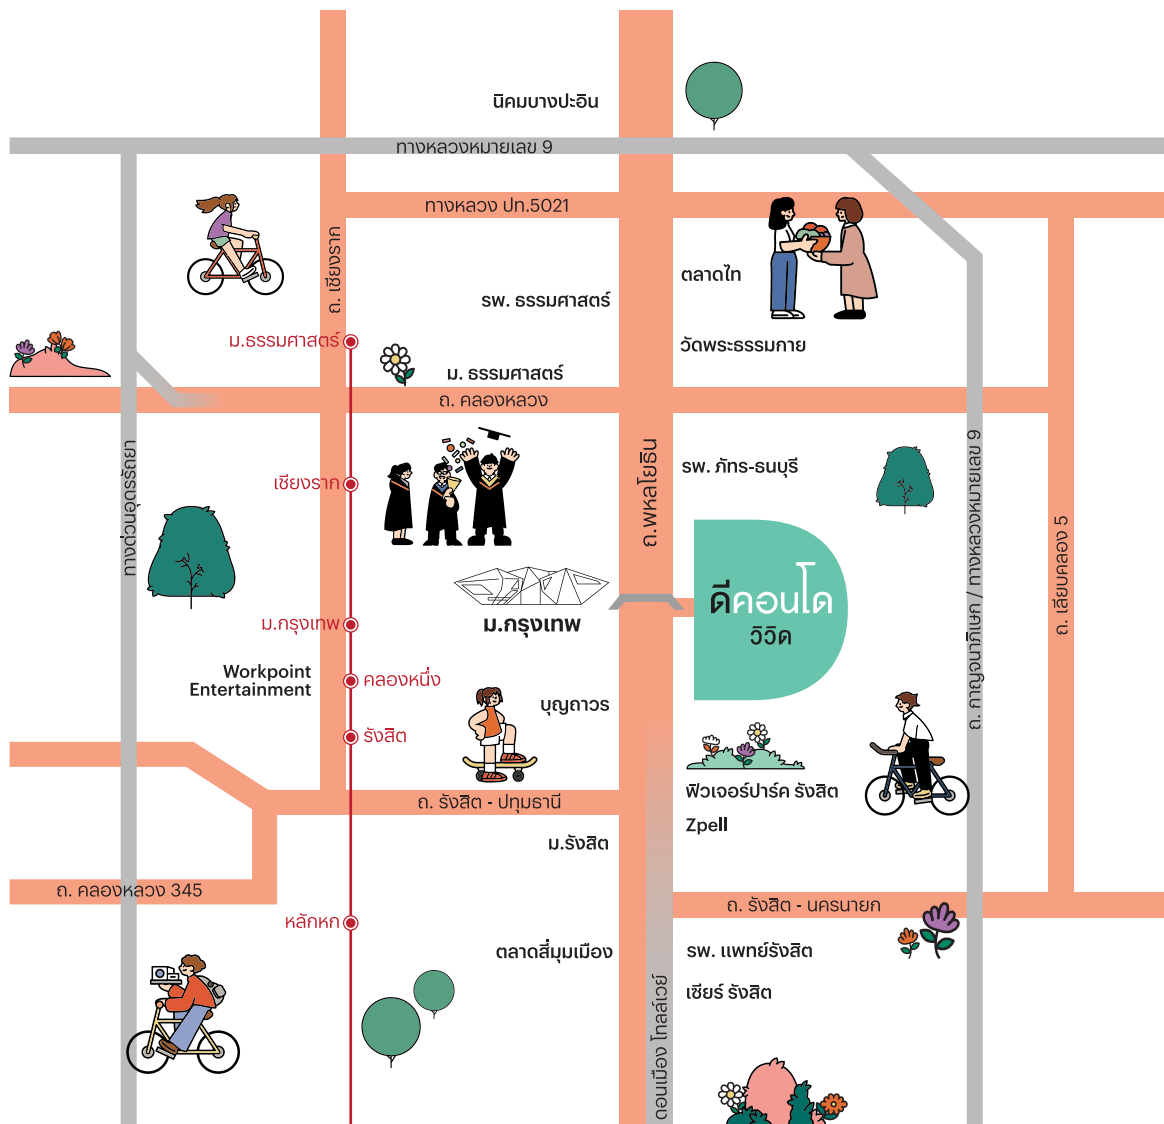 นิคมบางปะอิน
ทางหลวงหมายเลข 9
ทางหลวง ปท.5021
ถ. เชียงราก
ตลาดไท
รพ. ธรรมศาสตร์
ม.ธรรมศาสตร์
วัดพระธรรมกาย
ม. ธรรมศาสตร์
ถ. คลองหลวง
ทางด่วนอุดรรัถยา
ถ.พหลโยธิน
รพ. ภัทร-ธนบุรี
ถ. กาญจนาภิเษก / ทางหลวงหมายเลข 9
ถ. เลียบคลอง 5
เชียงราก
ดีคอนโด
วิวิด
ม.กรุงเทพ
ม.กรุงเทพ
Workpoint
Entertainment
คลองหนึ่ง
บุญถาวร
รังสิต
ฟิวเจอร์ปาร์ค รังสิต
Zpell
ถ. รังสิต - ปทุมธานี
ม.รังสิต
ถ. คลองหลวง 345
ถ. รังสิต - นครนายก
หลักหก
ตลาดสี่มุมเมือง
รพ. แพทย์รังสิต
เซียร์ รังสิต
ดอนเมือง โทลล์เวย์